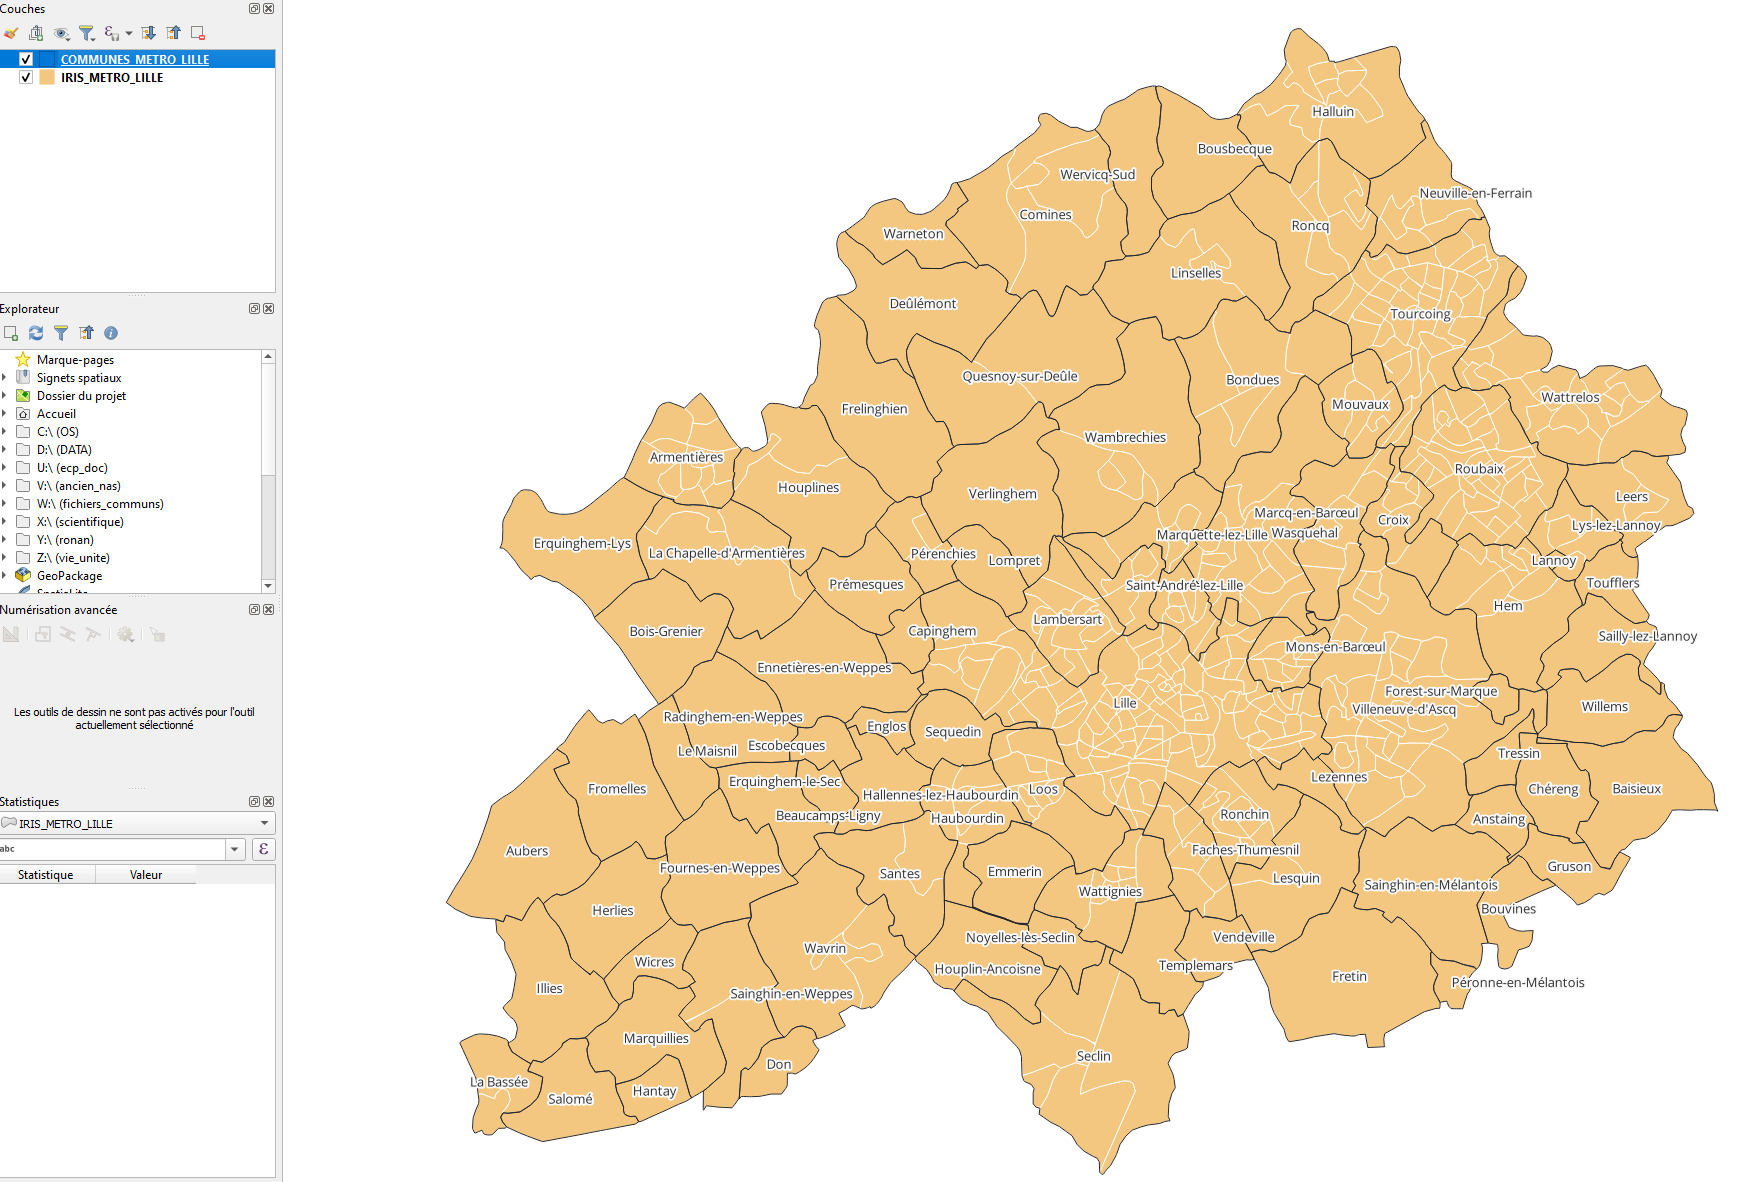 Couches
COMMUNES_METRO_LILLE
IRIS_METRO_LILLE
Explorateur
Marque-pages
Signets spatiaux
Dossier du projet
Accueil
C:\ (OS)
D:\ (DATA)
U:\ (ecp_doc)
V:\ (ancien_nas)
W:\ (fichiers_communs)
X:\ (scientifique)
Y:\ (ronan)
Z:\ (vie_unite)
GeoPackage
Numérisation avancée
Les outils de dessin ne sont pas activés pour l'outil
actuellement sélectionné
Statistiques
IRIS_METRO_LILLE
abc
ε
Statistique
Valeur
Halluin
Bousbecque
Wervicq-Sud
Neuville-en-Ferrain
Comines
Roncq
Warneton
Linselles
Deûlémont
Tourcoing
Quesnoy-sur-Deûle
Bondues
Wattrelos
Mouvaux
Frelinghien
Wambrechies
Armentières
Roubaix
Houplines
Verlinghem
Leers
Marcq-en-Barœul
Croix
Lys-lez-Lannoy
Marquette-lez-Lille
Wasquehal
Erquinghem-Lys
La Chapelle-d'Armentières
Pérenchies
Lompret
Lannoy
Prémesques
Saint-André-lez-Lille
Toufflers
Hem
Lambersart
Bois-Grenier
Capinghem
Sailly-lez-Lannoy
Mons-en-Barœul
Ennetières-en-Weppes
Forest-sur-Marque
Lille
Villeneuve-d'Ascq
Willems
Radinghem-en-Weppes
Englos
Sequedin
Le Maisnil
Escobecques
Tressin
Lezennes
Erquinghem-le-Sec
Fromelles
Loos
Chéreng
Baisieux
Hallennes-lez-Haubourdin
Beaucamps-Ligny
Haubourdin
Ronchin
Anstaing
Aubers
Faches-Thumesnil
Fournes-en-Weppes
Gruson
Santes
Emmerin
Lesquin
Sainghin-en-Mélantois
Wattignies
Herlies
Bouvines
Noyelles-lès-Seclin
Vendeville
Wavrin
Wicres
Houplin-Ancoisne
Templemars
Fretin
Péronne-en-Mélantois
Illies
Sainghin-en-Weppes
Marquillies
Seclin
Don
La Bassée
Hantay
Salomé